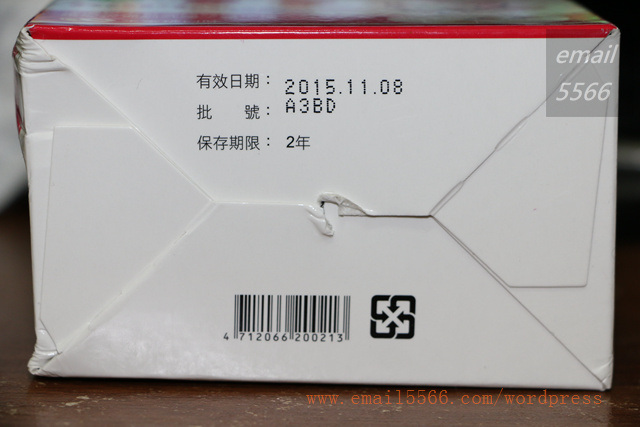 email
5566
有效日期： 2015.11.08
批　　號： A3BD
保存期限： 2年
4 712066 200213
www.email5566.com/wordpress